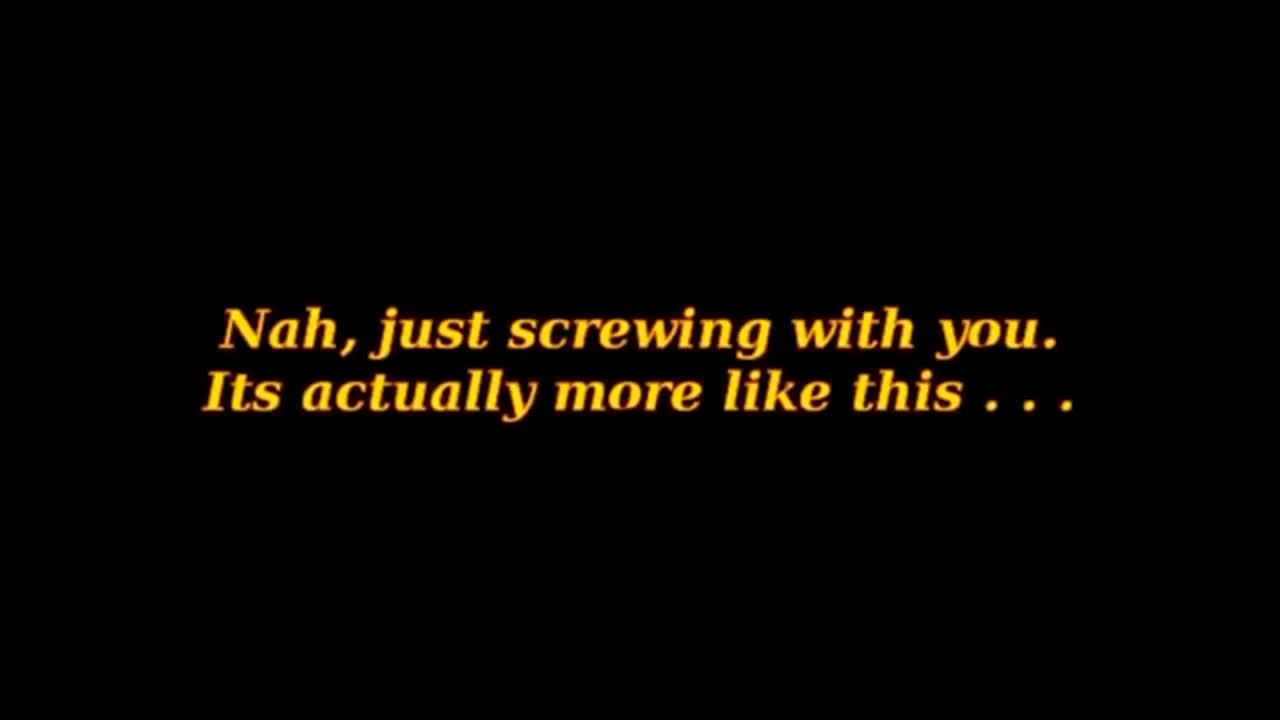 Nah, just screwing with you.
Its actually more like this . . .